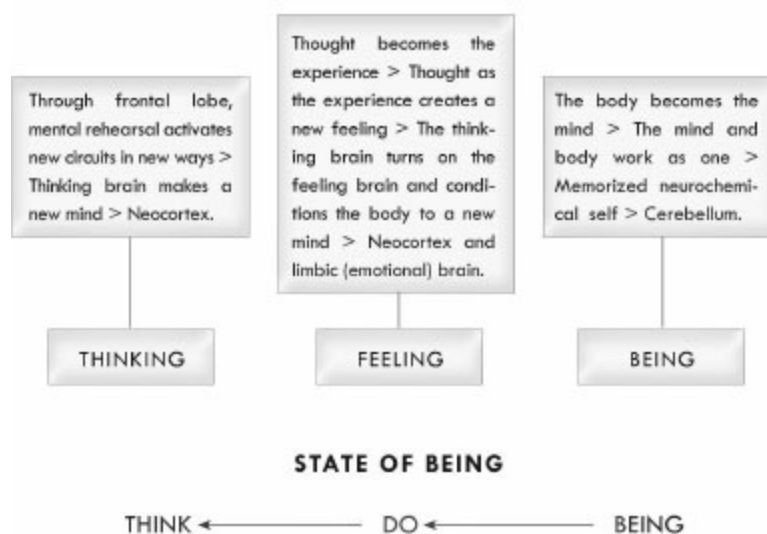 Through frontal lobe,
mental rehearsal activates
new circuits in new ways >
Thinking brain makes a
new mind > Neocortex.
Thought becomes the
experience > Thought as
the experience creates a
new feeling > The think-
ing brain turns on the
feeling brain and condi-
tions the body to a new
mind > Neocortex and
limbic (emotional) brain.
The body becomes the
mind > The mind and
body work as one >
Memorized neurochemi-
cal self > Cerebellum.
THINKING
FEELING
BEING
STATE OF BEING
THINK DO BEING